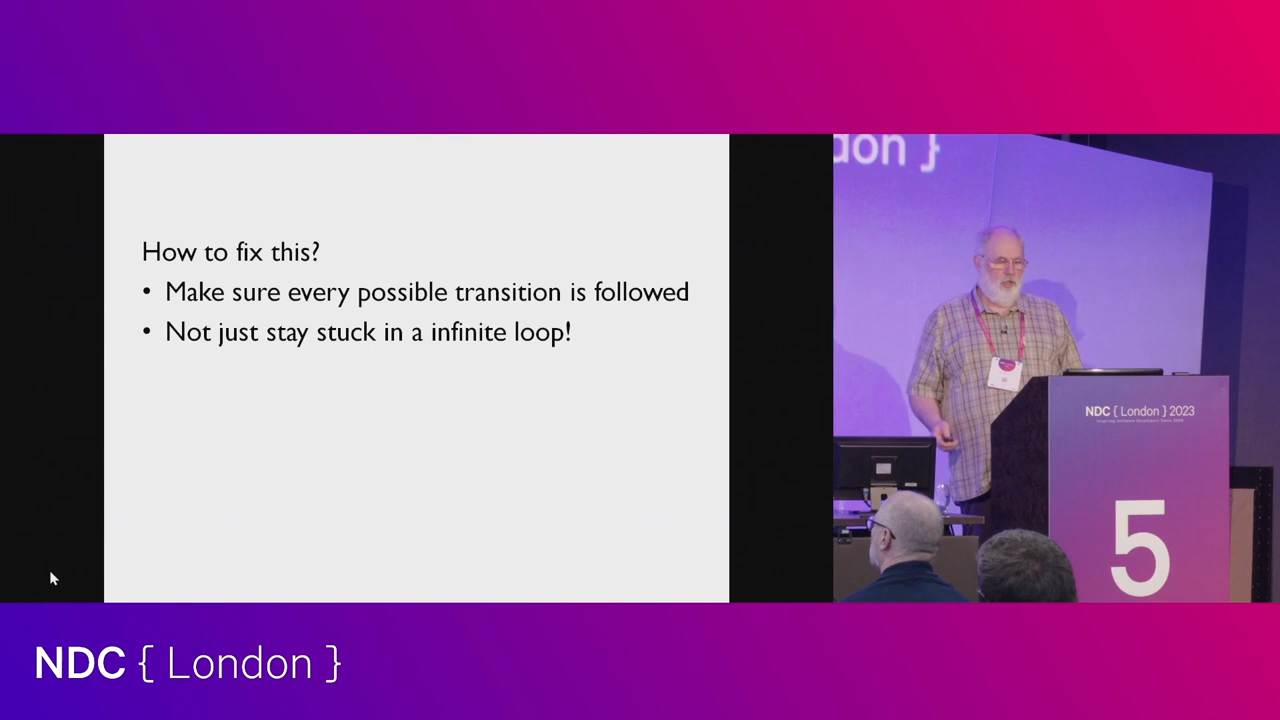 How to fix this?
• Make sure every possible transition is followed
• Not just stay stuck in a infinite loop!
don }
NDC { London } 2023
5
NDC { London }